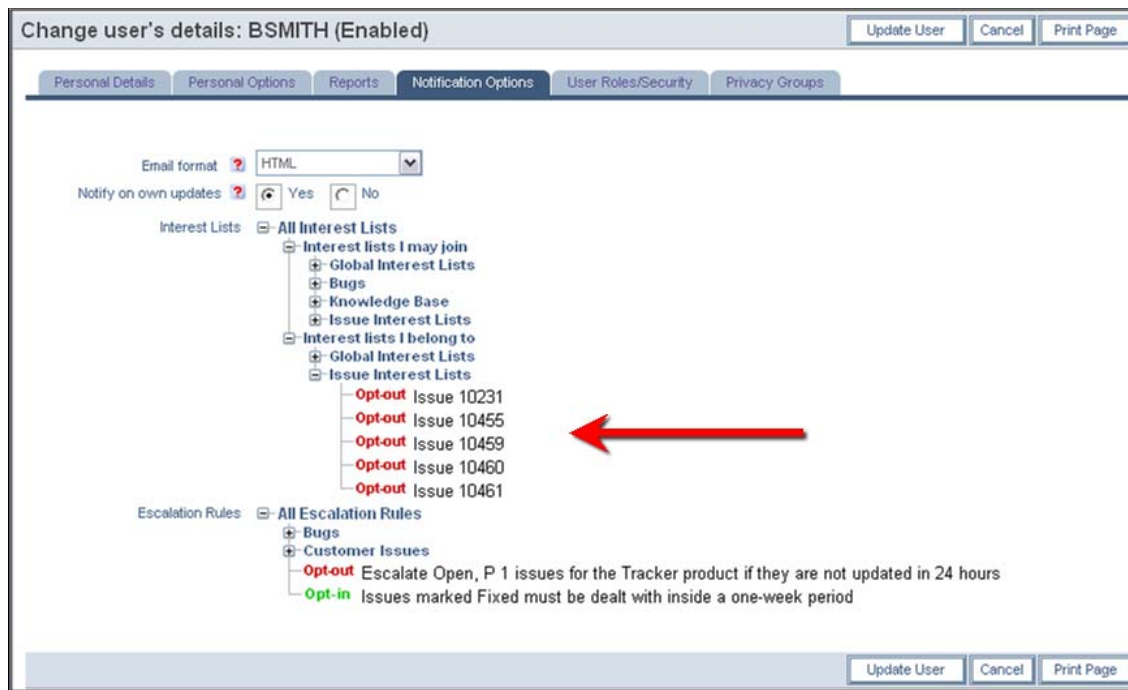 Change user's details: BSMITH (Enabled) Update User Cancel Print Page
Personal Details Personal Options Reports Notification Options User Roles/Security Privacy Groups
Email format ? HTML
Notify on own updates ? Yes No
Interest Lists All Interest Lists
Interest lists I may join
Global Interest Lists
Bugs
Knowledge Base
Issue Interest Lists
Interest lists I belong to
Global Interest Lists
Issue Interest Lists
Opt-out Issue 10231
Opt-out Issue 10455
Opt-out Issue 10459
Opt-out Issue 10460
Opt-out Issue 10461
Escalation Rules All Escalation Rules
Bugs
Customer Issues
Opt-out Escalate Open, P 1 issues for the Tracker product if they are not updated in 24 hours
Opt-in Issues marked Fixed must be dealt with inside a one-week period
Update User Cancel Print Page